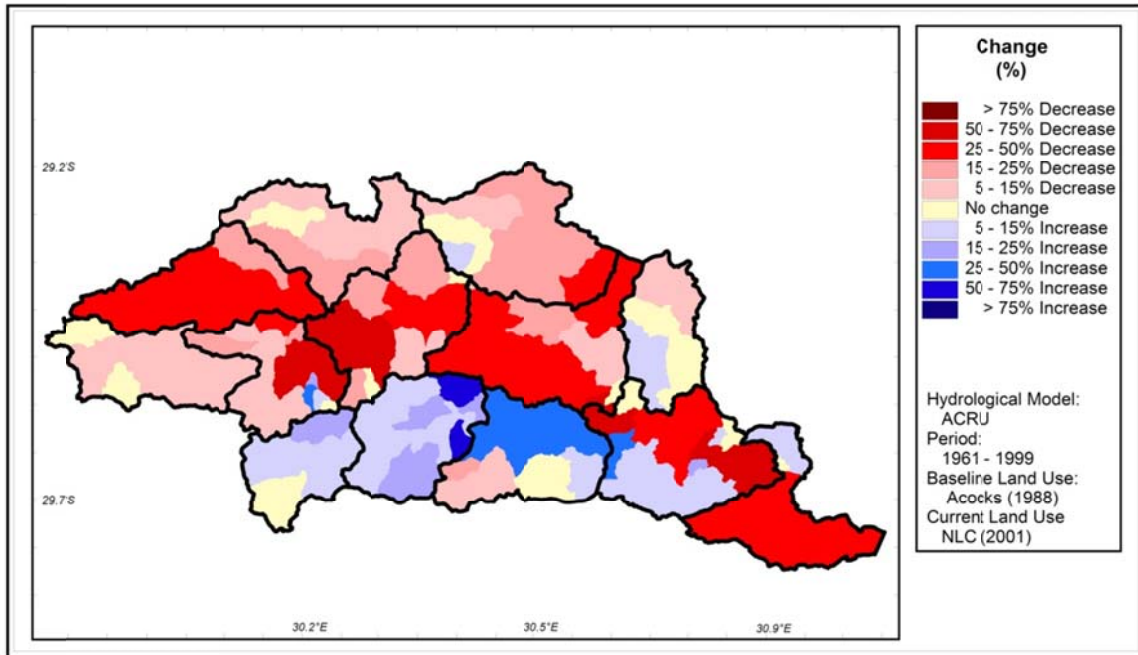 29.2°S
29.7°S
30.2°E
30.5°E
30.9°E
Change
(%)
> 75% Decrease
50 - 75% Decrease
25 - 50% Decrease
15 - 25% Decrease
5 - 15% Decrease
No change
5 - 15% Increase
15 - 25% Increase
25 - 50% Increase
50 - 75% Increase
> 75% Increase
Hydrological Model:
ACRU
Period:
1961 - 1999
Baseline Land Use:
Acocks (1988)
Current Land Use
NLC (2001)